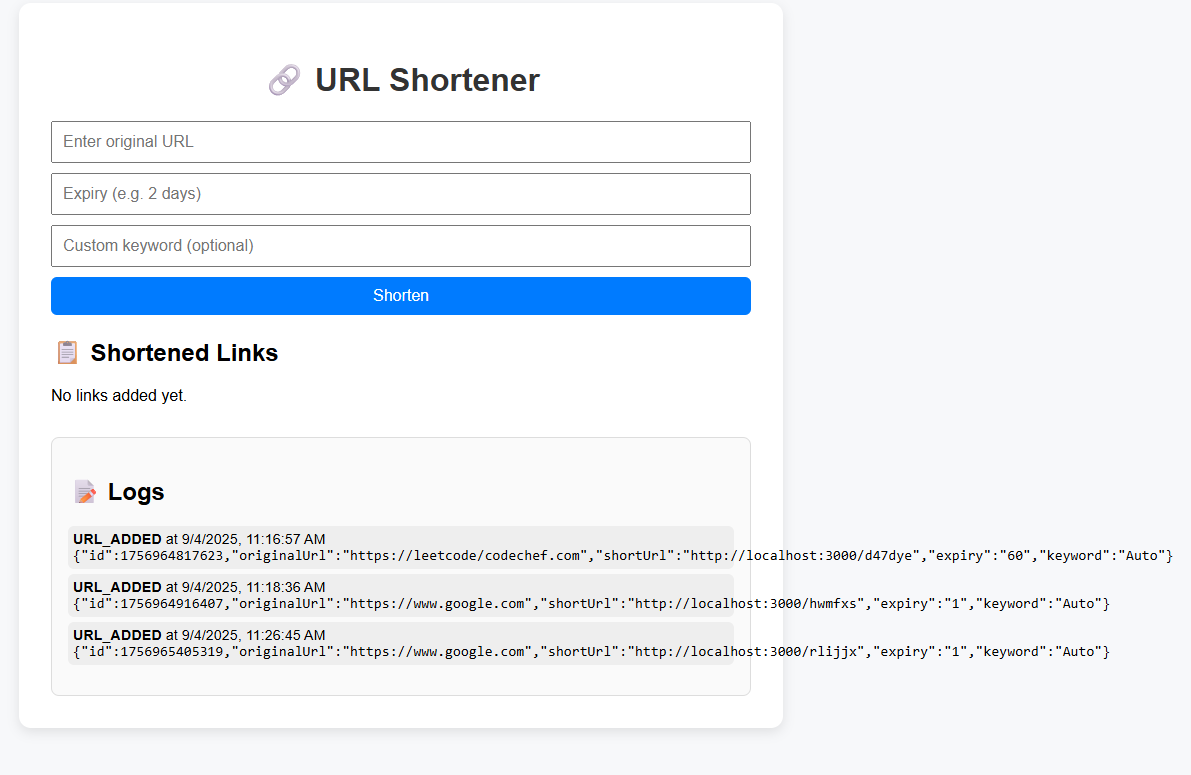 URL Shortener
Enter original URL
Expiry (e.g. 2 days)
Custom keyword (optional)
Shorten
Shortened Links
No links added yet.
Logs
URL_ADDED at 9/4/2025, 11:16:57 AM
{"id":1756964817623,"originalUrl":"https://leetcode/codechef.com","shortUrl":"http://localhost:3000/d47dye","expiry":"60","keyword":"Auto"}
URL_ADDED at 9/4/2025, 11:18:36 AM
{"id":1756964916407,"originalUrl":"https://www.google.com","shortUrl":"http://localhost:3000/hwmfxs","expiry":"1","keyword":"Auto"}
URL_ADDED at 9/4/2025, 11:26:45 AM
{"id":1756965405319,"originalUrl":"https://www.google.com","shortUrl":"http://localhost:3000/rlijjx","expiry":"1","keyword":"Auto"}